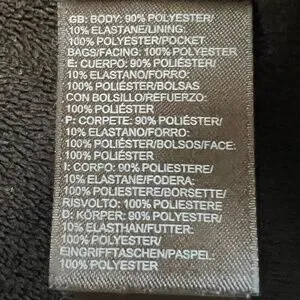 GB: BODY: 90% POLYESTER/
10% ELASTANE/LINING:
100% POLYESTER/POCKET
BAGS/FACING: 100% POLYESTER
E: CUERPO: 90% POLIÉSTER/
10% ELASTANO/FORRO:
100% POLIÉSTER/BOLSAS
CON BOLSILLO/REFUERZO:
100% POLIÉSTER
P: CORPETE: 90% POLIÉSTER/
10% ELASTANO/FORRO:
100% POLIÉSTER/BOLSOS/FACE:
100% POLIÉSTER
I: CORPO: 90% POLIESTERE/
10% ELASTANE/FODERA:
100% POLIESTERE/BORSETTE/
RISVOLTO: 100% POLIESTERE
D: KÖRPER: 90% POLYESTER/
10% ELASTHAN/FUTTER:
100% POLYESTER/
EINGRIFFTASCHEN/PASPEL:
100% POLYESTER